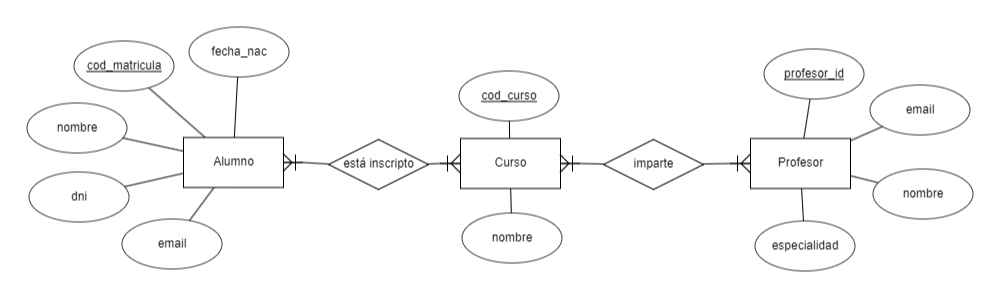 fecha_nac
cod_matricula
nombre
dni
email
Alumno
está inscripto
cod_curso
Curso
nombre
imparte
profesor_id
email
Profesor
nombre
especialidad